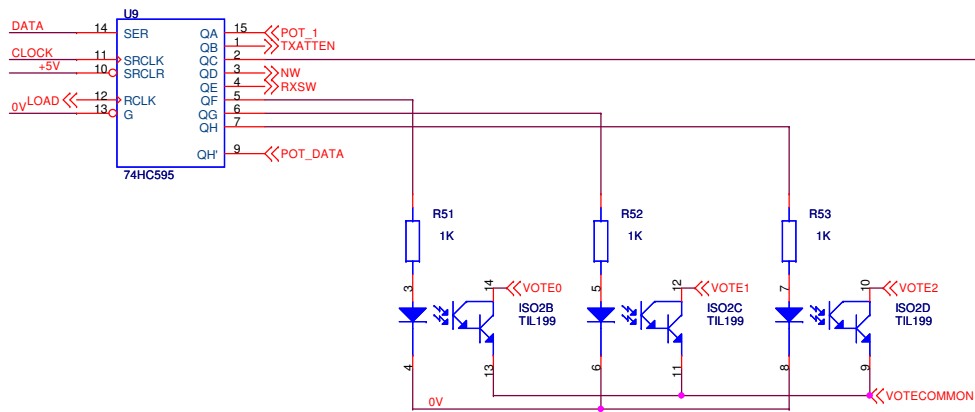 U9
DATA 14 SER QA 15 POT_1
QB 1 TXATTEN
CLOCK 11 SRCLK QC 2
+5V 10 SRCLR QD 3 NW
QE 4 RXSW
LOAD 12 RCLK QF 5
0V 13 G QG 6
QH 7
QH' 9 POT_DATA
74HC595
R51 R52 R53
1K 1K 1K
3 14 VOTE0 5 12 VOTE1 7 10 VOTE2
ISO2B ISO2C ISO2D
TIL199 TIL199 TIL199
4 13 6 11 8 9
0V VOTECOMMON